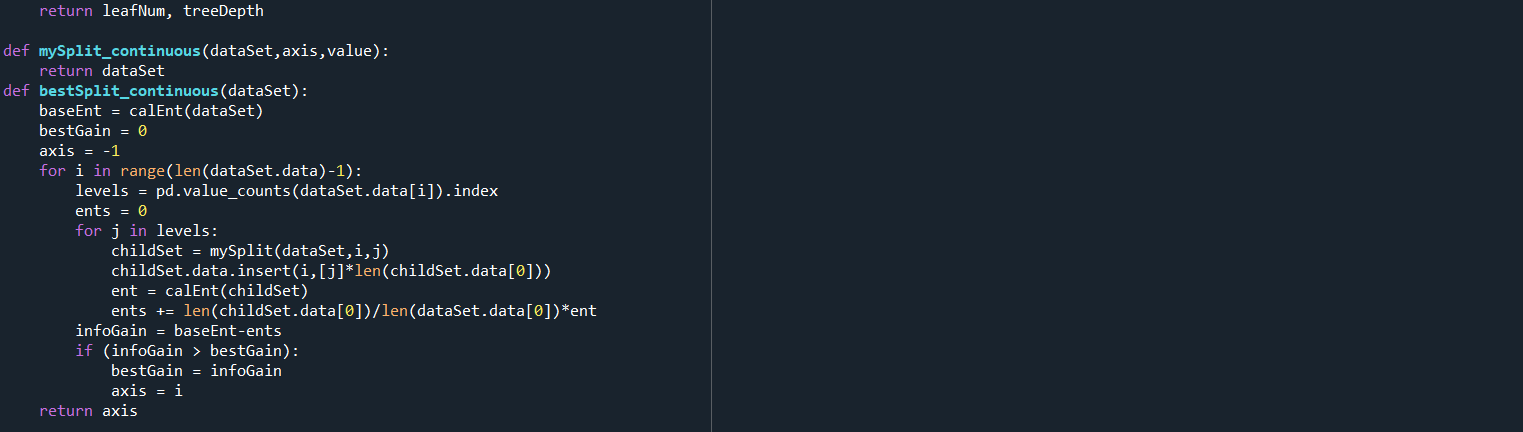 return leafNum, treeDepth

def mySplit_continuous(dataSet,axis,value):
    return dataSet
def bestSplit_continuous(dataSet):
    baseEnt = calEnt(dataSet)
    bestGain = 0
    axis = -1
    for i in range(len(dataSet.data)-1):
        levels = pd.value_counts(dataSet.data[i]).index
        ents = 0
        for j in levels:
            childSet = mySplit(dataSet,i,j)
            childSet.data.insert(i,[j]*len(childSet.data[0]))
            ent = calEnt(childSet)
            ents += len(childSet.data[0])/len(dataSet.data[0])*ent
        infoGain = baseEnt-ents
        if (infoGain > bestGain):
            bestGain = infoGain
            axis = i
    return axis